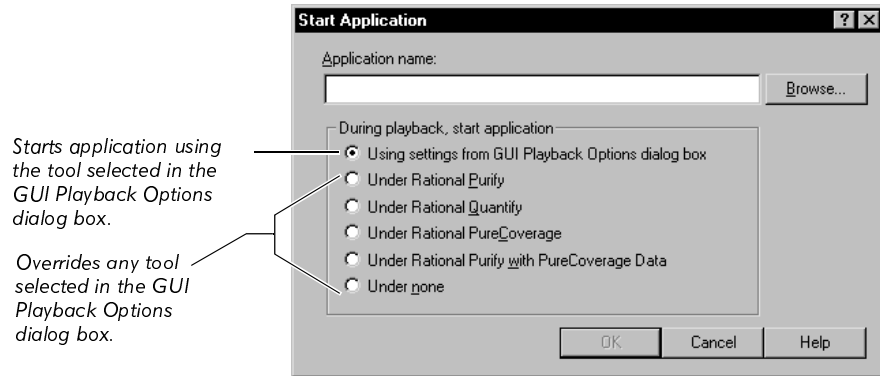 Start Application
Application name:
Browse...
During playback, start application
Using settings from GUI Playback Options dialog box
Under Rational Purify
Under Rational Quantify
Under Rational PureCoverage
Under Rational Purify with PureCoverage Data
Under none
OK
Cancel
Help
Starts application using
the tool selected in the
GUI Playback Options
dialog box.
Overrides any tool
selected in the GUI
Playback Options
dialog box.